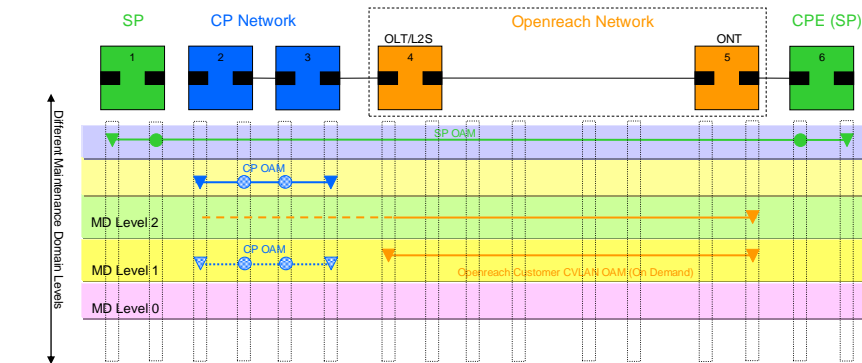 SP
CP Network
Openreach Network
CPE (SP)
OLT/L2S
ONT
1
2
3
4
5
6
Different Maintenance Domain Levels
SP OAM
CP OAM
MD Level 2
CP OAM
MD Level 1
Openreach Customer CVLAN OAM (On Demand)
MD Level 0